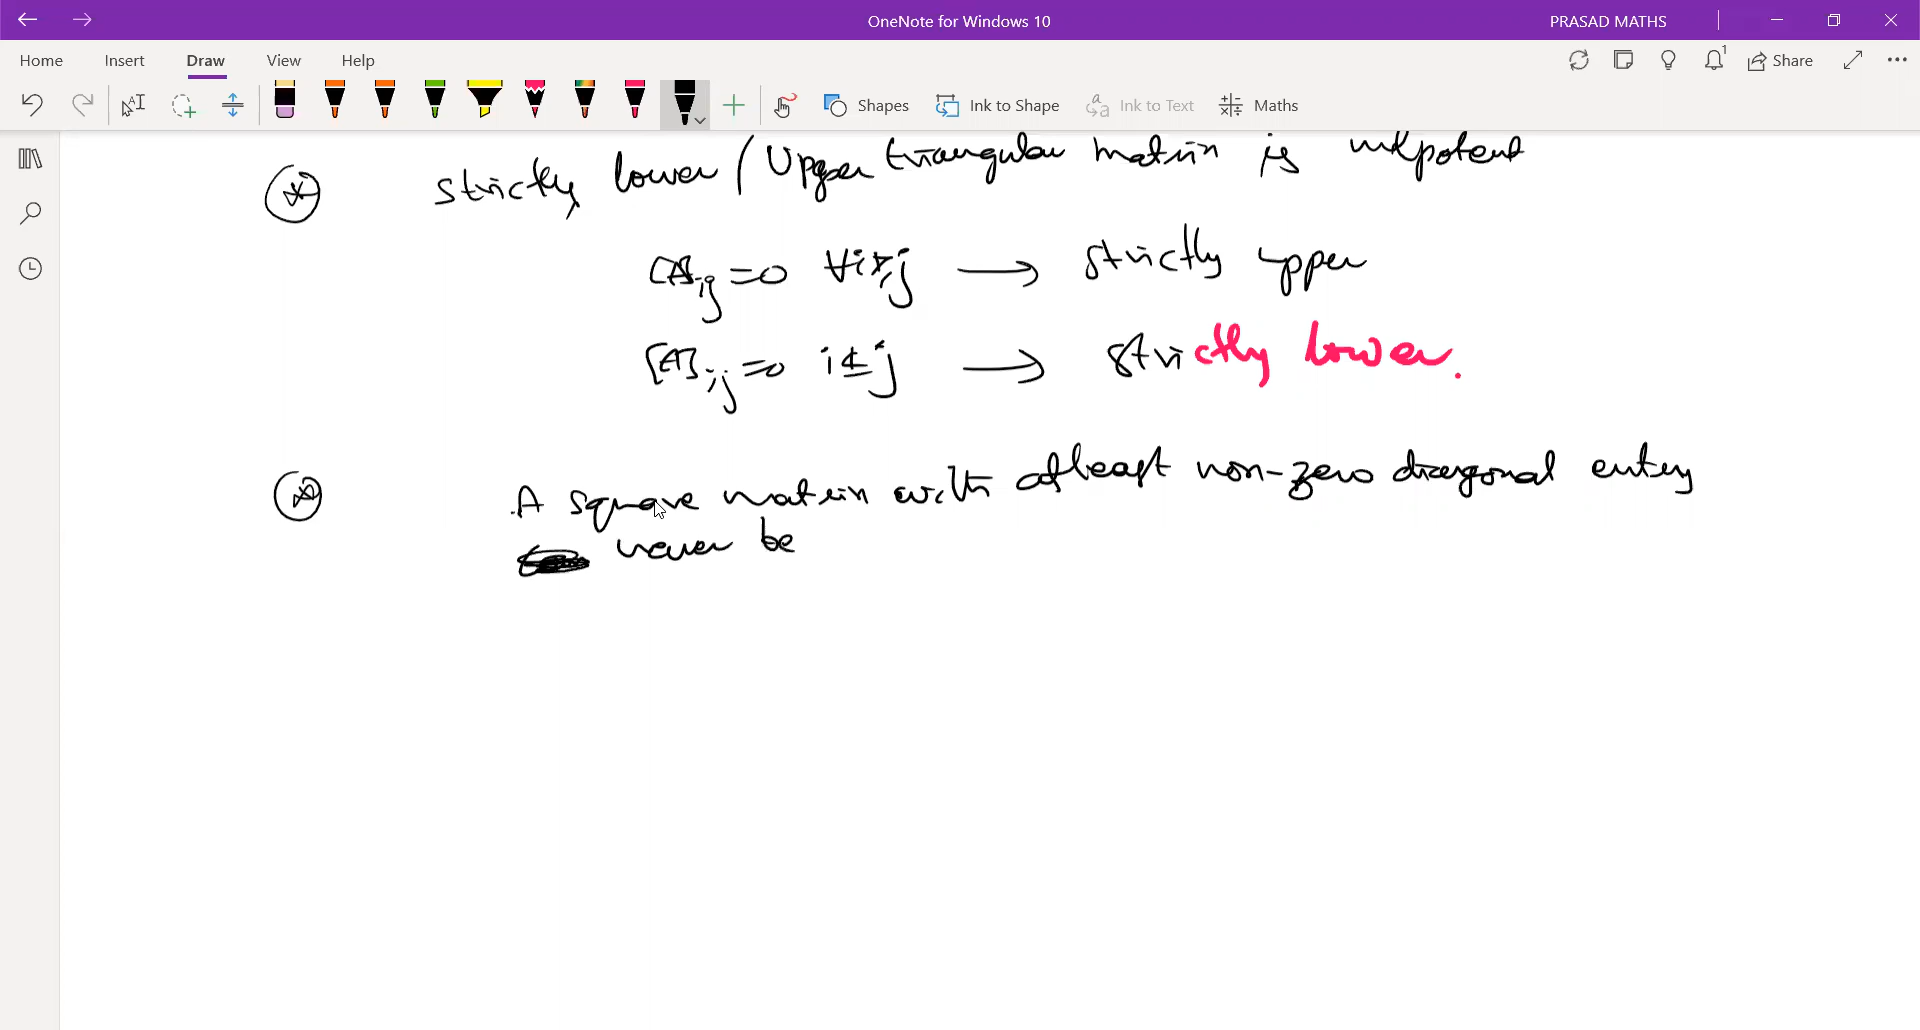 OneNote for Windows 10
PRASAD MATHS
Home Insert Draw View Help
1
Share
Shapes Ink to Shape Ink to Text Maths
strictly lower / Upper triangular matrix is nilpotent
[A]ij = 0 ∀ i ≥ j → strictly upper
[A]ij = 0 i ≤ j → strictly lower.
A square matrix with atleast non-zero diagonal entry
never be